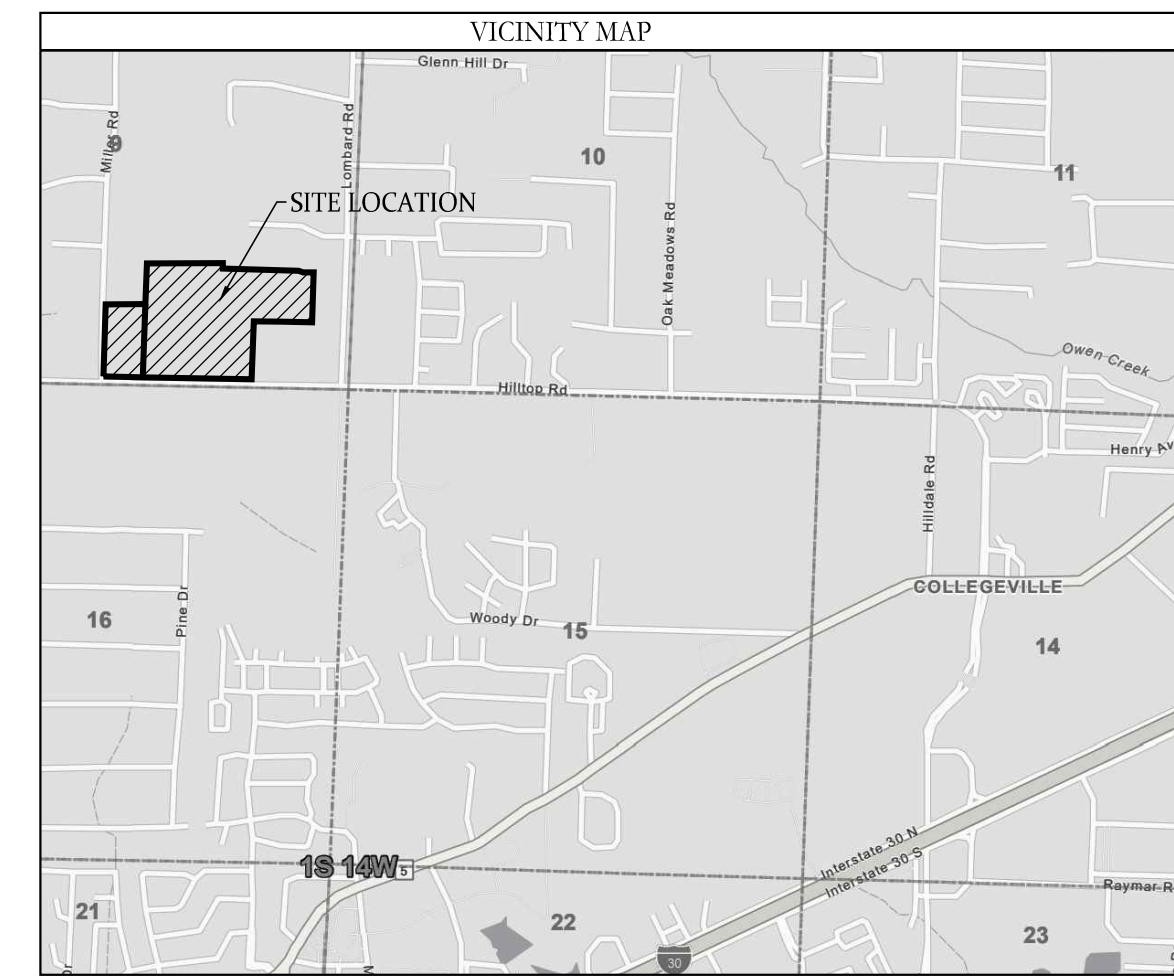 VICINITY MAP
Glenn Hill Dr
Miller Rd
9
Lombard Rd
10
11
SITE LOCATION
Oak Meadows Rd
Owen Creek
Hilltop Rd
Henry Av
Hilldale Rd
COLLEGEVILLE
Pine Dr
16
Woody Dr
15
14
Interstate 30 N
Interstate 30 S
1S 14W
5
Raymar R
21
22
23
30
Dr
M